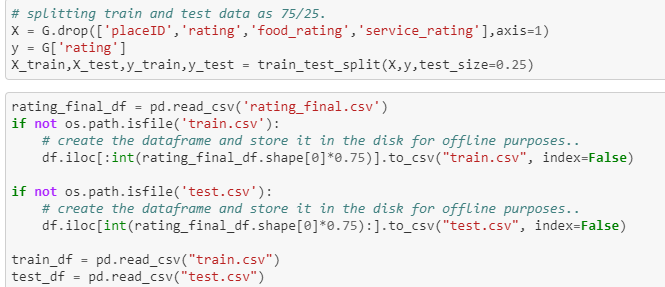 # splitting train and test data as 75/25.
X = G.drop(['placeID','rating','food_rating','service_rating'],axis=1)
y = G['rating']
X_train,X_test,y_train,y_test = train_test_split(X,y,test_size=0.25)
rating_final_df = pd.read_csv('rating_final.csv')
if not os.path.isfile('train.csv'):
    # create the dataframe and store it in the disk for offline purposes..
    df.iloc[:int(rating_final_df.shape[0]*0.75)].to_csv("train.csv", index=False)
if not os.path.isfile('test.csv'):
    # create the dataframe and store it in the disk for offline purposes..
    df.iloc[int(rating_final_df.shape[0]*0.75):].to_csv("test.csv", index=False)
train_df = pd.read_csv("train.csv")
test_df = pd.read_csv("test.csv")